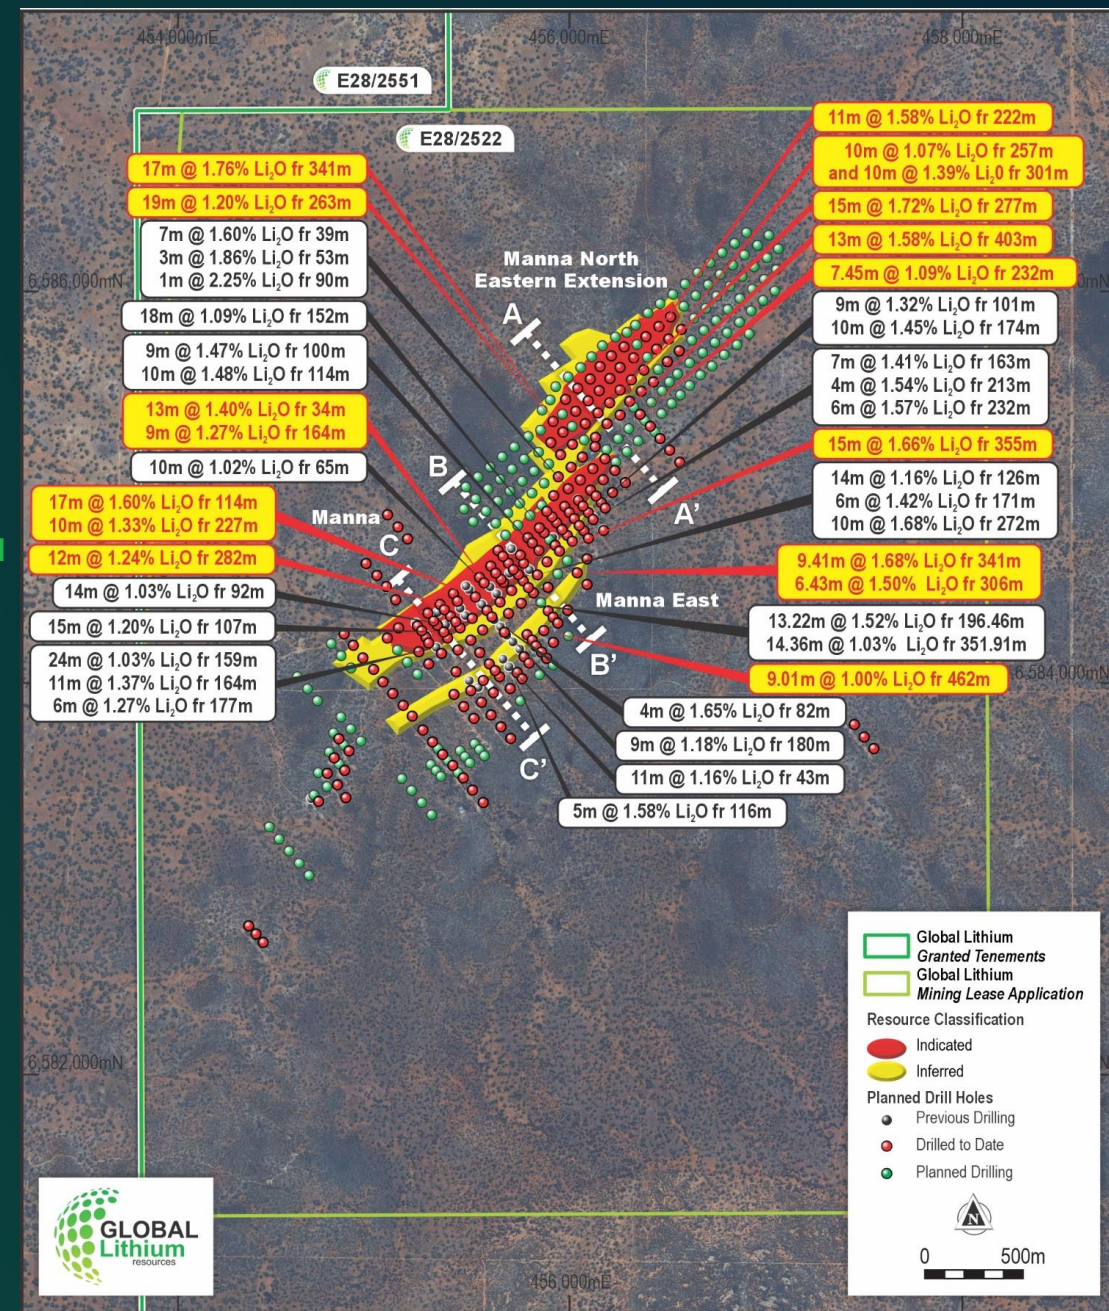 454,000mE
456,000mE
458,000mE
E28/2551
E28/2522
17m @ 1.76% Li₂O fr 341m
19m @ 1.20% Li₂O fr 263m
7m @ 1.60% Li₂O fr 39m
3m @ 1.86% Li₂O fr 53m
1m @ 2.25% Li₂O fr 90m
18m @ 1.09% Li₂O fr 152m
9m @ 1.47% Li₂O fr 100m
10m @ 1.48% Li₂O fr 114m
13m @ 1.40% Li₂O fr 34m
9m @ 1.27% Li₂O fr 164m
10m @ 1.02% Li₂O fr 65m
17m @ 1.60% Li₂O fr 114m
10m @ 1.33% Li₂O fr 227m
12m @ 1.24% Li₂O fr 282m
14m @ 1.03% Li₂O fr 92m
15m @ 1.20% Li₂O fr 107m
24m @ 1.03% Li₂O fr 159m
11m @ 1.37% Li₂O fr 164m
6m @ 1.27% Li₂O fr 177m
6,586,000mN
Manna North
Eastern Extension
A
B
Manna
C
A'
Manna East
B'
C'
11m @ 1.58% Li₂O fr 222m
10m @ 1.07% Li₂O fr 257m
and 10m @ 1.39% Li₂0 fr 301m
15m @ 1.72% Li₂O fr 277m
13m @ 1.58% Li₂O fr 403m
7.45m @ 1.09% Li₂O fr 232m
0mN
9m @ 1.32% Li₂O fr 101m
10m @ 1.45% Li₂O fr 174m
7m @ 1.41% Li₂O fr 163m
4m @ 1.54% Li₂O fr 213m
6m @ 1.57% Li₂O fr 232m
15m @ 1.66% Li₂O fr 355m
14m @ 1.16% Li₂O fr 126m
6m @ 1.42% Li₂O fr 171m
10m @ 1.68% Li₂O fr 272m
9.41m @ 1.68% Li₂O fr 341m
6.43m @ 1.50% Li₂O fr 306m
13.22m @ 1.52% Li₂O fr 196.46m
14.36m @ 1.03% Li₂O fr 351.91m
9.01m @ 1.00% Li₂O fr 462m
6,584,000mN
4m @ 1.65% Li₂O fr 82m
9m @ 1.18% Li₂O fr 180m
11m @ 1.16% Li₂O fr 43m
5m @ 1.58% Li₂O fr 116m
6,582,000mN
Global Lithium
Granted Tenements
Global Lithium
Mining Lease Application
Resource Classification
Indicated
Inferred
Planned Drill Holes
Previous Drilling
Drilled to Date
Planned Drilling
N
0 500m
GLOBAL
Lithium
resources
456,000mE